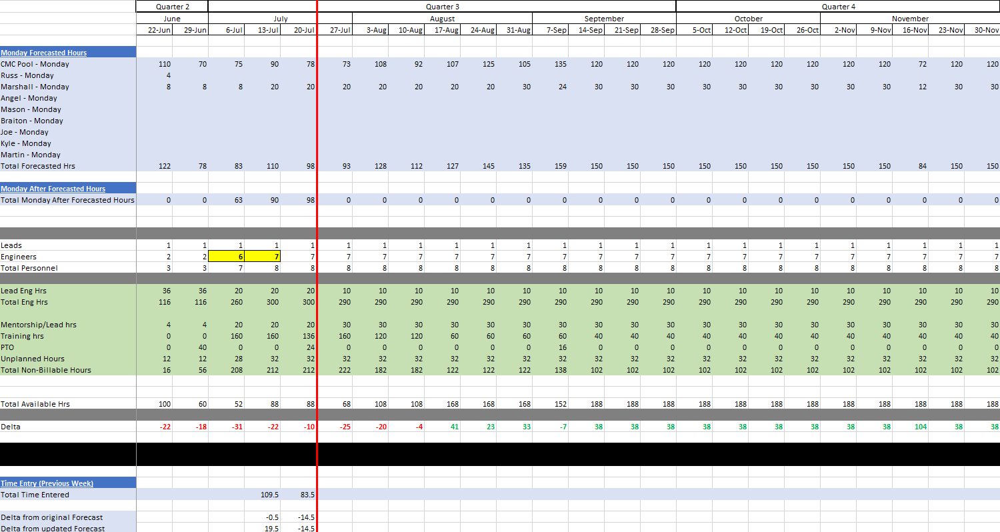 Quarter 2 Quarter 3 Quarter 4
June July August September October November
22-Jun 29-Jun 6-Jul 13-Jul 20-Jul 27-Jul 3-Aug 10-Aug 17-Aug 24-Aug 31-Aug 7-Sep 14-Sep 21-Sep 28-Sep 5-Oct 12-Oct 19-Oct 26-Oct 2-Nov 9-Nov 16-Nov 23-Nov 30-Nov
Monday Forecasted Hours
CMC Pool - Monday 110 70 75 90 78 73 108 92 107 125 105 135 120 120 120 120 120 120 120 120 120 72 120 120
Russ - Monday 4
Marshall - Monday 8 8 8 20 20 20 20 20 20 20 30 24 30 30 30 30 30 30 30 30 30 12 30 30
Angel - Monday
Mason - Monday
Braiton - Monday
Joe - Monday
Kyle - Monday
Martin - Monday
Total Forecasted Hrs 122 78 83 110 98 93 128 112 127 145 135 159 150 150 150 150 150 150 150 150 150 84 150 150
Monday After Forecasted Hours
Total Monday After Forecasted Hours 0 0 63 90 98 0 0 0 0 0 0 0 0 0 0 0 0 0 0 0 0 0 0 0
Leads 1 1 1 1 1 1 1 1 1 1 1 1 1 1 1 1 1 1 1 1 1 1 1 1
Engineers 2 2 6 7 7 7 7 7 7 7 7 7 7 7 7 7 7 7 7 7 7 7 7 7
Total Personnel 3 3 7 8 8 8 8 8 8 8 8 8 8 8 8 8 8 8 8 8 8 8 8 8
Lead Eng Hrs 36 36 20 20 20 10 10 10 10 10 10 10 10 10 10 10 10 10 10 10 10 10 10 10
Total Eng Hrs 116 116 260 300 300 290 290 290 290 290 290 290 290 290 290 290 290 290 290 290 290 290 290 290
Mentorship/Lead hrs 4 4 20 20 20 30 30 30 30 30 30 30 30 30 30 30 30 30 30 30 30 30 30 30
Training hrs 0 0 160 160 136 160 120 120 60 60 60 60 40 40 40 40 40 40 40 40 40 40 40 40
PTO 0 40 0 0 24 0 0 0 0 0 0 16 0 0 0 0 0 0 0 0 0 0 0 0
Unplanned Hours 12 12 28 32 32 32 32 32 32 32 32 32 32 32 32 32 32 32 32 32 32 32 32 32
Total Non-Billable Hours 16 56 208 212 212 222 182 182 122 122 122 138 102 102 102 102 102 102 102 102 102 102 102 102
Total Available Hrs 100 60 52 88 88 68 108 108 168 168 168 152 188 188 188 188 188 188 188 188 188 188 188 188
Delta -22 -18 -31 -22 -10 -25 -20 -4 41 23 33 -7 38 38 38 38 38 38 38 38 38 104 38 38
Time Entry (Previous Week)
Total Time Entered 109.5 83.5
Delta from original Forecast -0.5 -14.5
Delta from updated Forecast 19.5 -14.5